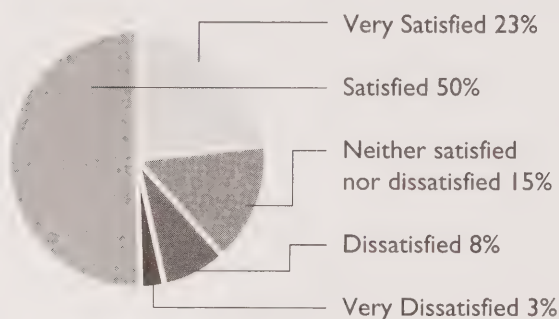 Very Satisfied 23%
Satisfied 50%
Neither satisfied
nor dissatisfied 15%
Dissatisfied 8%
Very Dissatisfied 3%